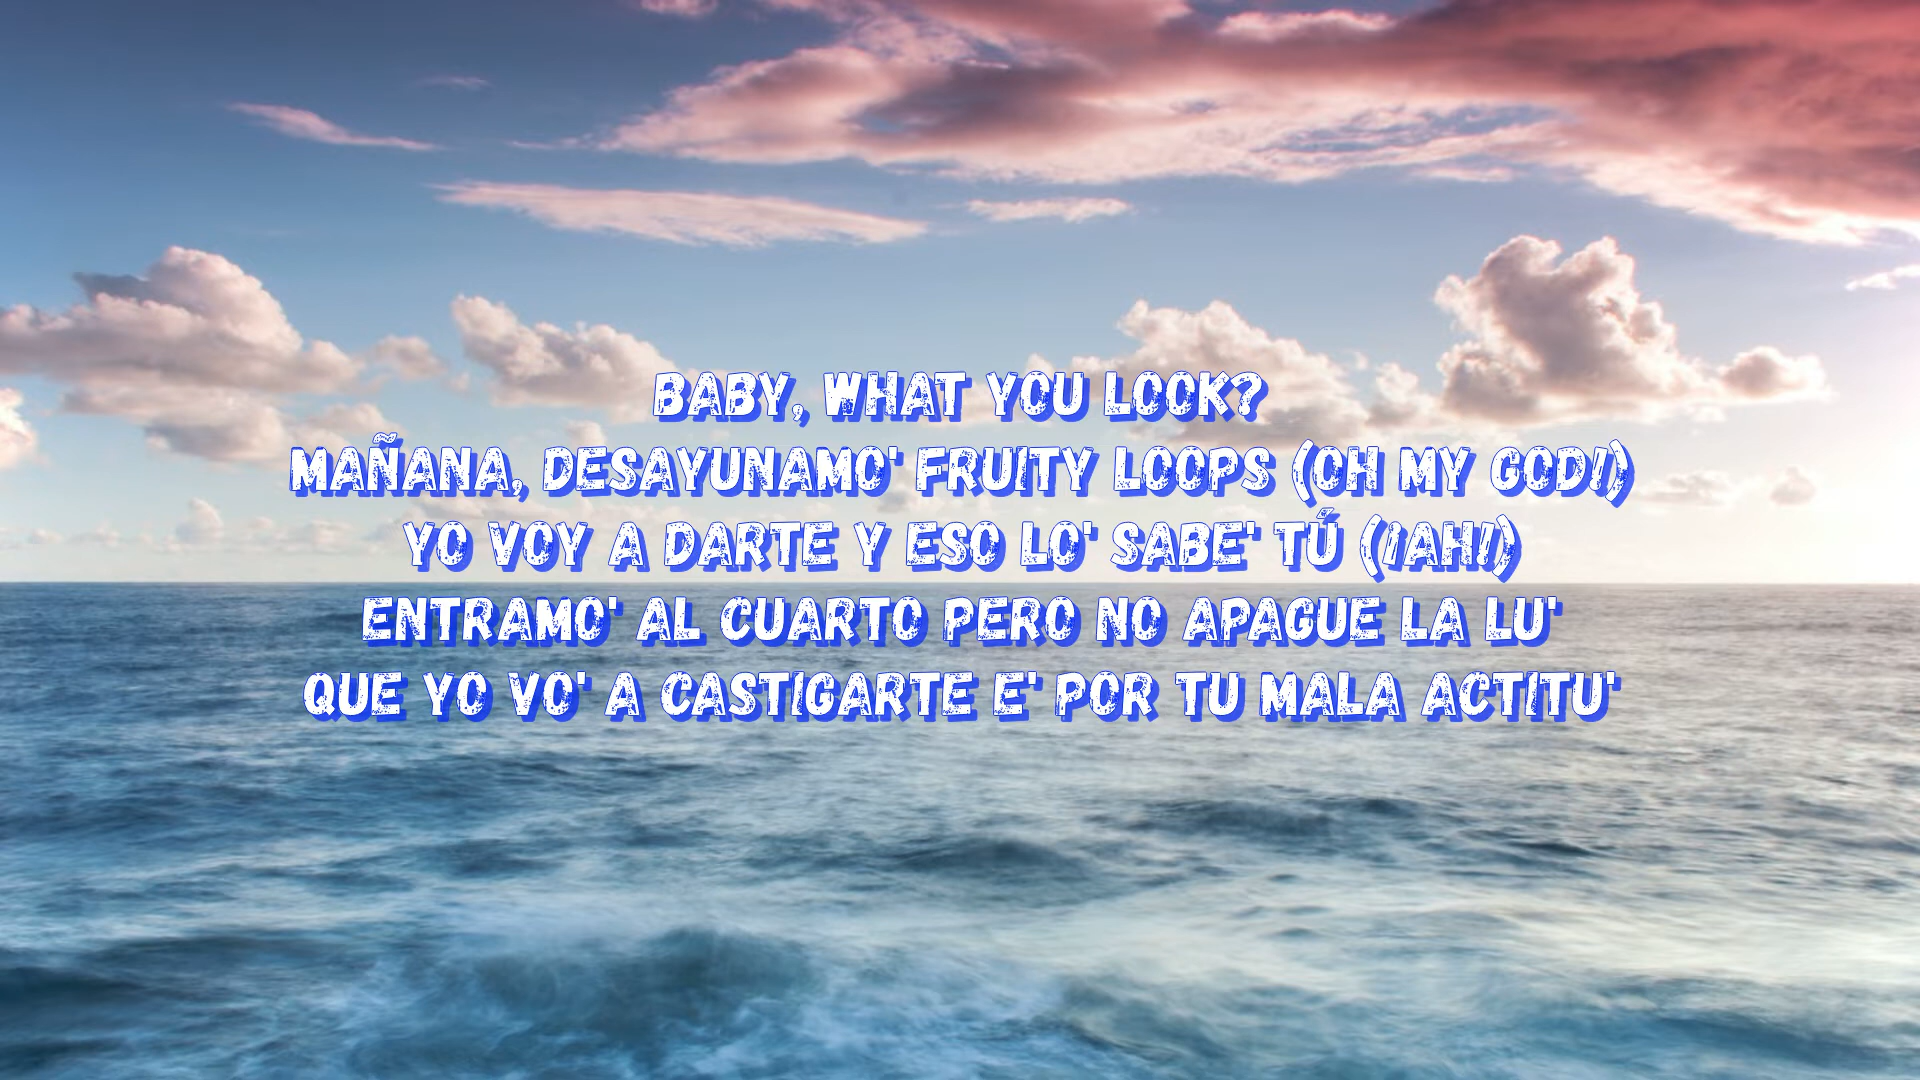 BABY, WHAT YOU LOOK?
MAÑANA, DESAYUNAMO' FRUITY LOOPS (OH MY GOD!)
YO VOY A DARTE Y ESO LO' SABE' TÚ (¡AH!)
ENTRAMO' AL CUARTO PERO NO APAGUE LA LU'
QUE YO VO' A CASTIGARTE E' POR TU MALA ACTITU'